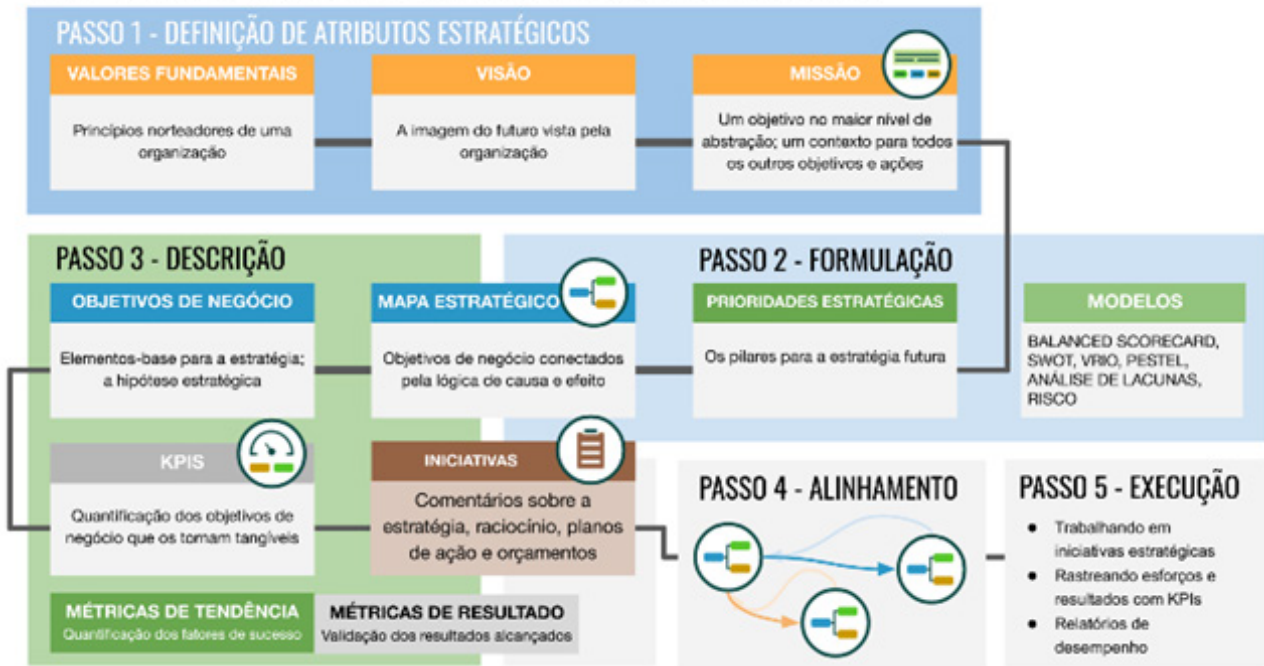 PASSO 1 - DEFINIÇÃO DE ATRIBUTOS ESTRATÉGICOS
VALORES FUNDAMENTAIS
Princípios norteadores de uma
organização
VISÃO
A imagem do futuro vista pela
organização
MISSÃO
Um objetivo no maior nível de
abstração; um contexto para todos
os outros objetivos e ações
PASSO 2 - FORMULAÇÃO
PRIORIDADES ESTRATÉGICAS
Os pilares para a estratégia futura
MODELOS
BALANCED SCORECARD,
SWOT, VRIO, PESTEL,
ANÁLISE DE LACUNAS,
RISCO
PASSO 3 - DESCRIÇÃO
MAPA ESTRATÉGICO
Objetivos de negócio conectados
pela lógica de causa e efeito
OBJETIVOS DE NEGÓCIO
Elementos-base para a estratégia;
a hipótese estratégica
KPIS
Quantificação dos objetivos de
negócio que os tornam tangíveis
INICIATIVAS
Comentários sobre a
estratégia, raciocínio, planos
de ação e orçamentos
MÉTRICAS DE TENDÊNCIA
Quantificação dos fatores de sucesso
MÉTRICAS DE RESULTADO
Validação dos resultados alcançados
PASSO 4 - ALINHAMENTO
PASSO 5 - EXECUÇÃO
● Trabalhando em
iniciativas estratégicas
● Rastreando esforços e
resultados com KPIs
● Relatórios de
desempenho